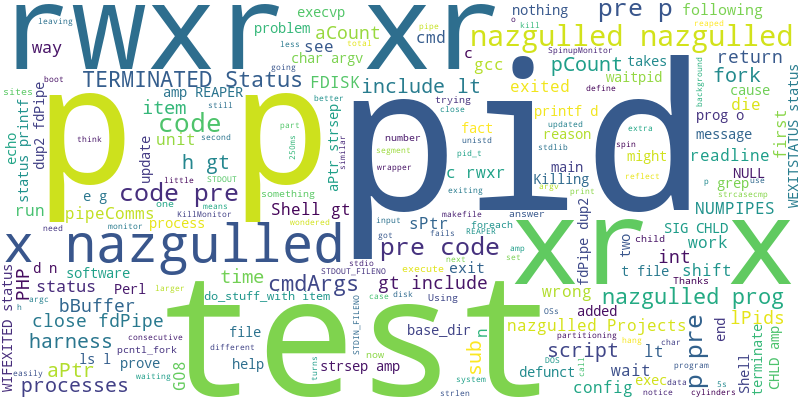 rwxr xr xr
execvp nothing pre p following
problem aCount o kill reaped SpinupMonitor
leaving pipe less total
way see cmd nazgulled nazgulled
TERMINATED Status char argv c gcc pCount takes
going boot amp REAPER FDISK include lt waitpid return
sites still better exited fork cause
dup2 fdPipe item trying close define die
echo status printf code 250ms part aPtr strsep number printf d prog o
think fact unistd extra first message
p p pid
unit second STDOUT segment stdlib reason updated background
update h gt similar wrapper pid_t spin might readline
e g little something exiting argv print reflect
code pre main Killing strcasecmp p use NULL grep
run pipeComms one means Shell gt foreach NUMPIPES
process KillMonitor wondered REAPER answer
need monitor input fails makefile
d n Perl got sPtr c rwxr
x nazgulled pre code xr x
PHP status software time cmdArgs gt include SIG CHLD amp work
stdio STDOUT_FILENO next amp set two child
shift int t file Thanks
bBuffer do_stuff_with item exit execute wrong nazgulled prog
argc case disk Using OSs added
close fdPipe file base_dir n sub nazgulled Projects lPids
harness different STDIN_FILENO now partitioning char end
WIFEXITED status ls l prove pcntl_fork help strsep amp hang script lt
consecutive turns DOS call pre p Shell
aPtr easily waiting system pid data 5s terminate
processes GO8 test defunct wait exec
strlen config notice cylinders
WEXITSTATUS status
CHLD amp
fdPipe dup2